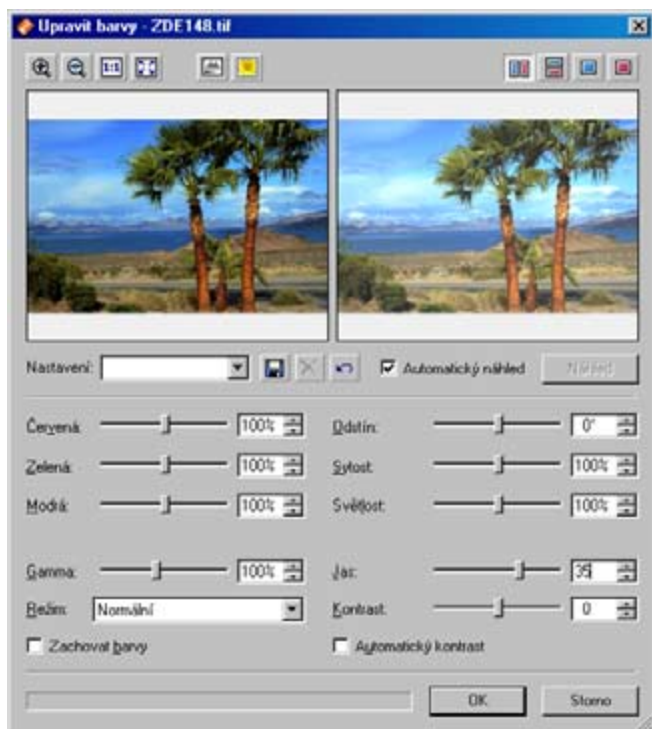 Upravit barvy - ZDE148.tif
1:1
Nastavení:
Automatický náhled
Náhled
Červená: 100%
Odstín: 0°
Zelená: 100%
Sytost: 100%
Modrá: 100%
Světlost: 100%
Gamma: 100%
Jas: 35
Režim: Normální
Kontrast: 0
Zachovat barvy
Automatický kontrast
OK
Storno